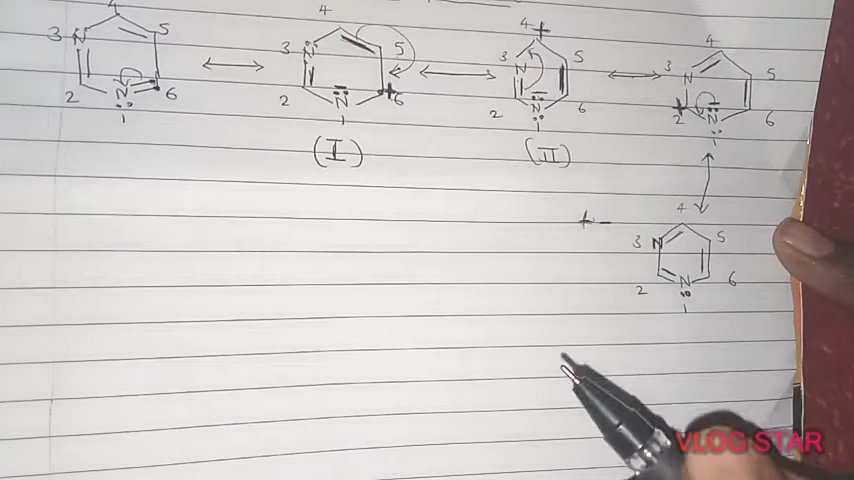 4 4 4 + 4
3 N 5 3 N 5 3 N 5 3 N 5
2 N 6 2 N + 6 2 N 6 + 2 N 6
1 1 1 1
(I) (II)
+ -
4
3 N 5
2 N 6
1
VLOG STAR